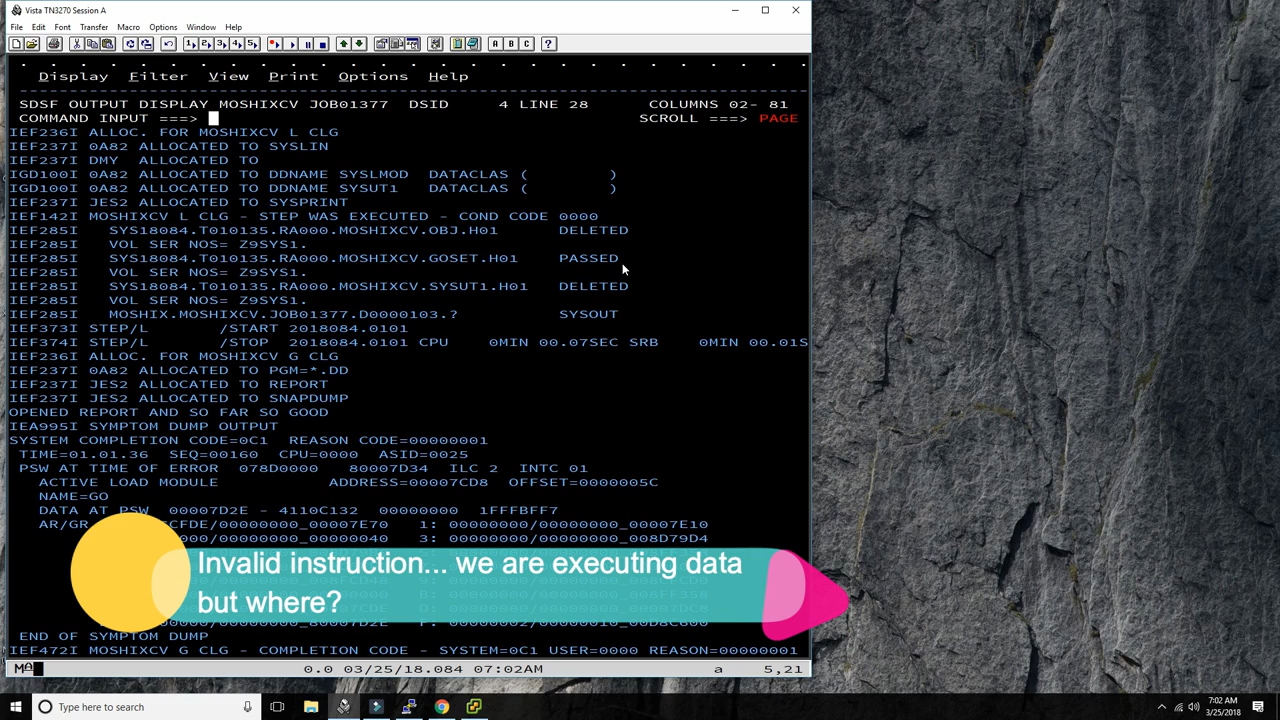 Vista TN3270 Session A
File Edit Font Transfer Macro Options Window Help
Display Filter View Print Options Help
SDSF OUTPUT DISPLAY MOSHIXCV JOB01377 DSID 4 LINE 28 COLUMNS 02- 81
COMMAND INPUT ===> SCROLL ===> PAGE
IEF236I ALLOC. FOR MOSHIXCV L CLG
IEF237I 0A82 ALLOCATED TO SYSLIN
IEF237I DMY ALLOCATED TO
IGD100I 0A82 ALLOCATED TO DDNAME SYSLMOD DATACLAS ( )
IGD100I 0A82 ALLOCATED TO DDNAME SYSUT1 DATACLAS ( )
IEF237I JES2 ALLOCATED TO SYSPRINT
IEF142I MOSHIXCV L CLG - STEP WAS EXECUTED - COND CODE 0000
IEF285I SYS18084.T010135.RA000.MOSHIXCV.OBJ.H01 DELETED
IEF285I VOL SER NOS= Z9SYS1.
IEF285I SYS18084.T010135.RA000.MOSHIXCV.GOSET.H01 PASSED
IEF285I VOL SER NOS= Z9SYS1.
IEF285I SYS18084.T010135.RA000.MOSHIXCV.SYSUT1.H01 DELETED
IEF285I VOL SER NOS= Z9SYS1.
IEF285I MOSHIX.MOSHIXCV.JOB01377.D0000103.? SYSOUT
IEF373I STEP/L /START 2018084.0101
IEF374I STEP/L /STOP 2018084.0101 CPU 0MIN 00.07SEC SRB 0MIN 00.01S
IEF236I ALLOC. FOR MOSHIXCV G CLG
IEF237I 0A82 ALLOCATED TO PGM=*.DD
IEF237I JES2 ALLOCATED TO REPORT
IEF237I JES2 ALLOCATED TO SNAPDUMP
OPENED REPORT AND SO FAR SO GOOD
IEA995I SYMPTOM DUMP OUTPUT
SYSTEM COMPLETION CODE=0C1 REASON CODE=00000001
TIME=01.01.36 SEQ=00160 CPU=0000 ASID=0025
PSW AT TIME OF ERROR 078D0000 80007D34 ILC 2 INTC 01
ACTIVE LOAD MODULE ADDRESS=00007CD8 OFFSET=0000005C
NAME=GO
DATA AT PSW 00007D2E - 4110C132 00000000 1FFFBFF7
AR/GR CFDE/00000000_00007E70 1: 00000000/00000000_00007E10
000/00000000_00000040 3: 00000000/00000000_008D79D4
Invalid instruction... we are executing data
but where?
END OF SYMPTOM DUMP
IEF472I MOSHIXCV G CLG - COMPLETION CODE - SYSTEM=0C1 USER=0000 REASON=00000001
0.0 03/25/18.084 07:02AM a 5,21
Type here to search
7:02 AM
3/25/2018